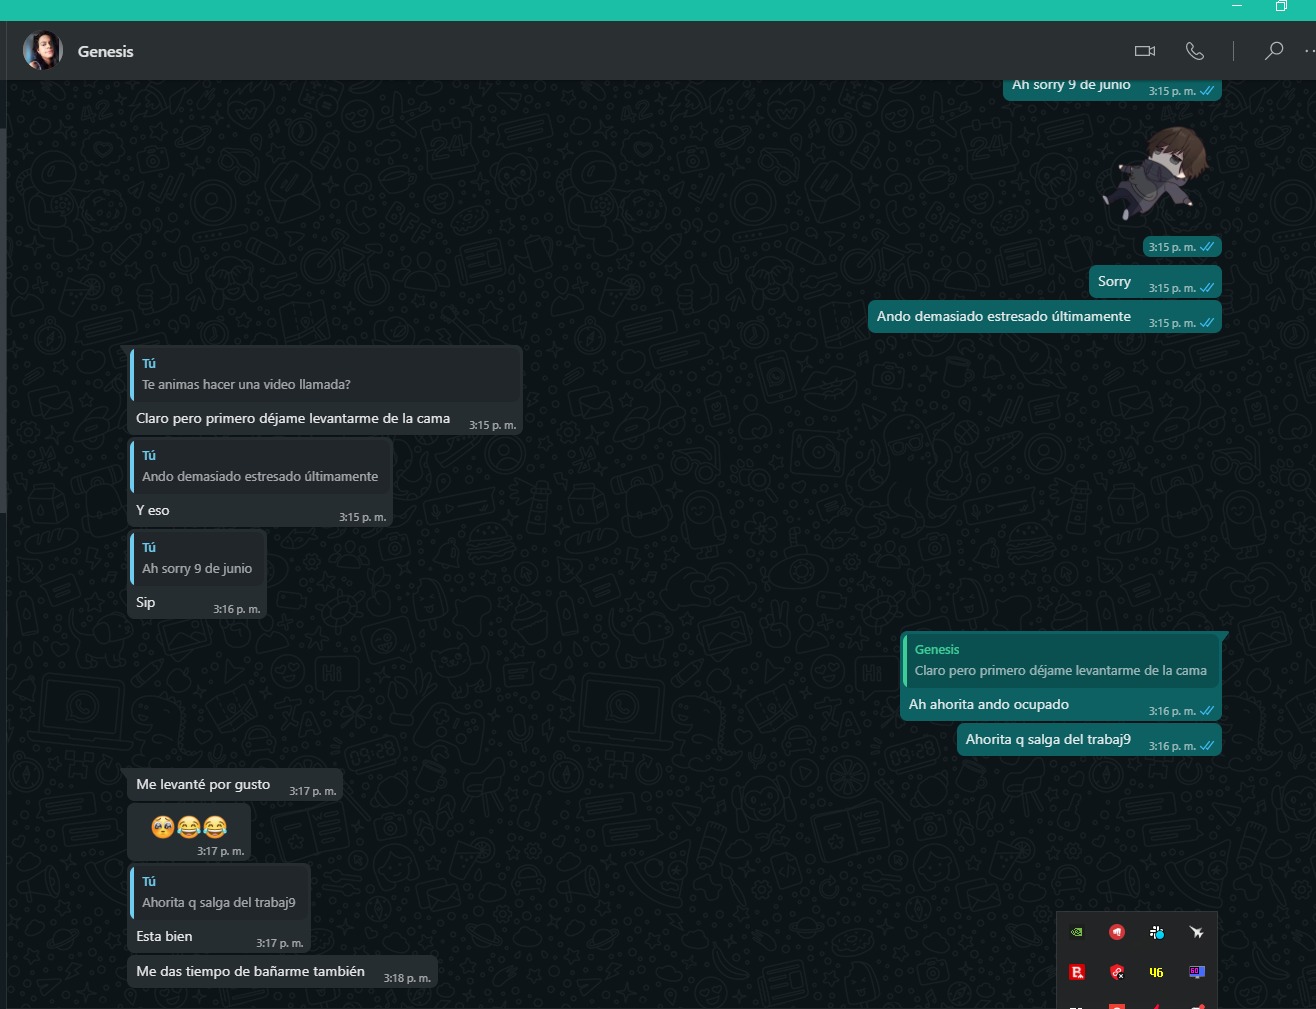 Genesis
Ah sorry 9 de junio
3:15 p. m.
3:15 p. m.
Sorry
3:15 p. m.
Ando demasiado estresado últimamente
3:15 p. m.
Tú
Te animas hacer una video llamada?
Claro pero primero déjame levantarme de la cama
3:15 p. m.
Tú
Ando demasiado estresado últimamente
Y eso
3:15 p. m.
Tú
Ah sorry 9 de junio
Sip
3:16 p. m.
Genesis
Claro pero primero déjame levantarme de la cama
Ah ahorita ando ocupado
3:16 p. m.
Ahorita q salga del trabaj9
3:16 p. m.
Me levanté por gusto
3:17 p. m.
🥹😂😂
3:17 p. m.
Tú
Ahorita q salga del trabaj9
Esta bien
3:17 p. m.
Me das tiempo de bañarme también
3:18 p. m.
46
60